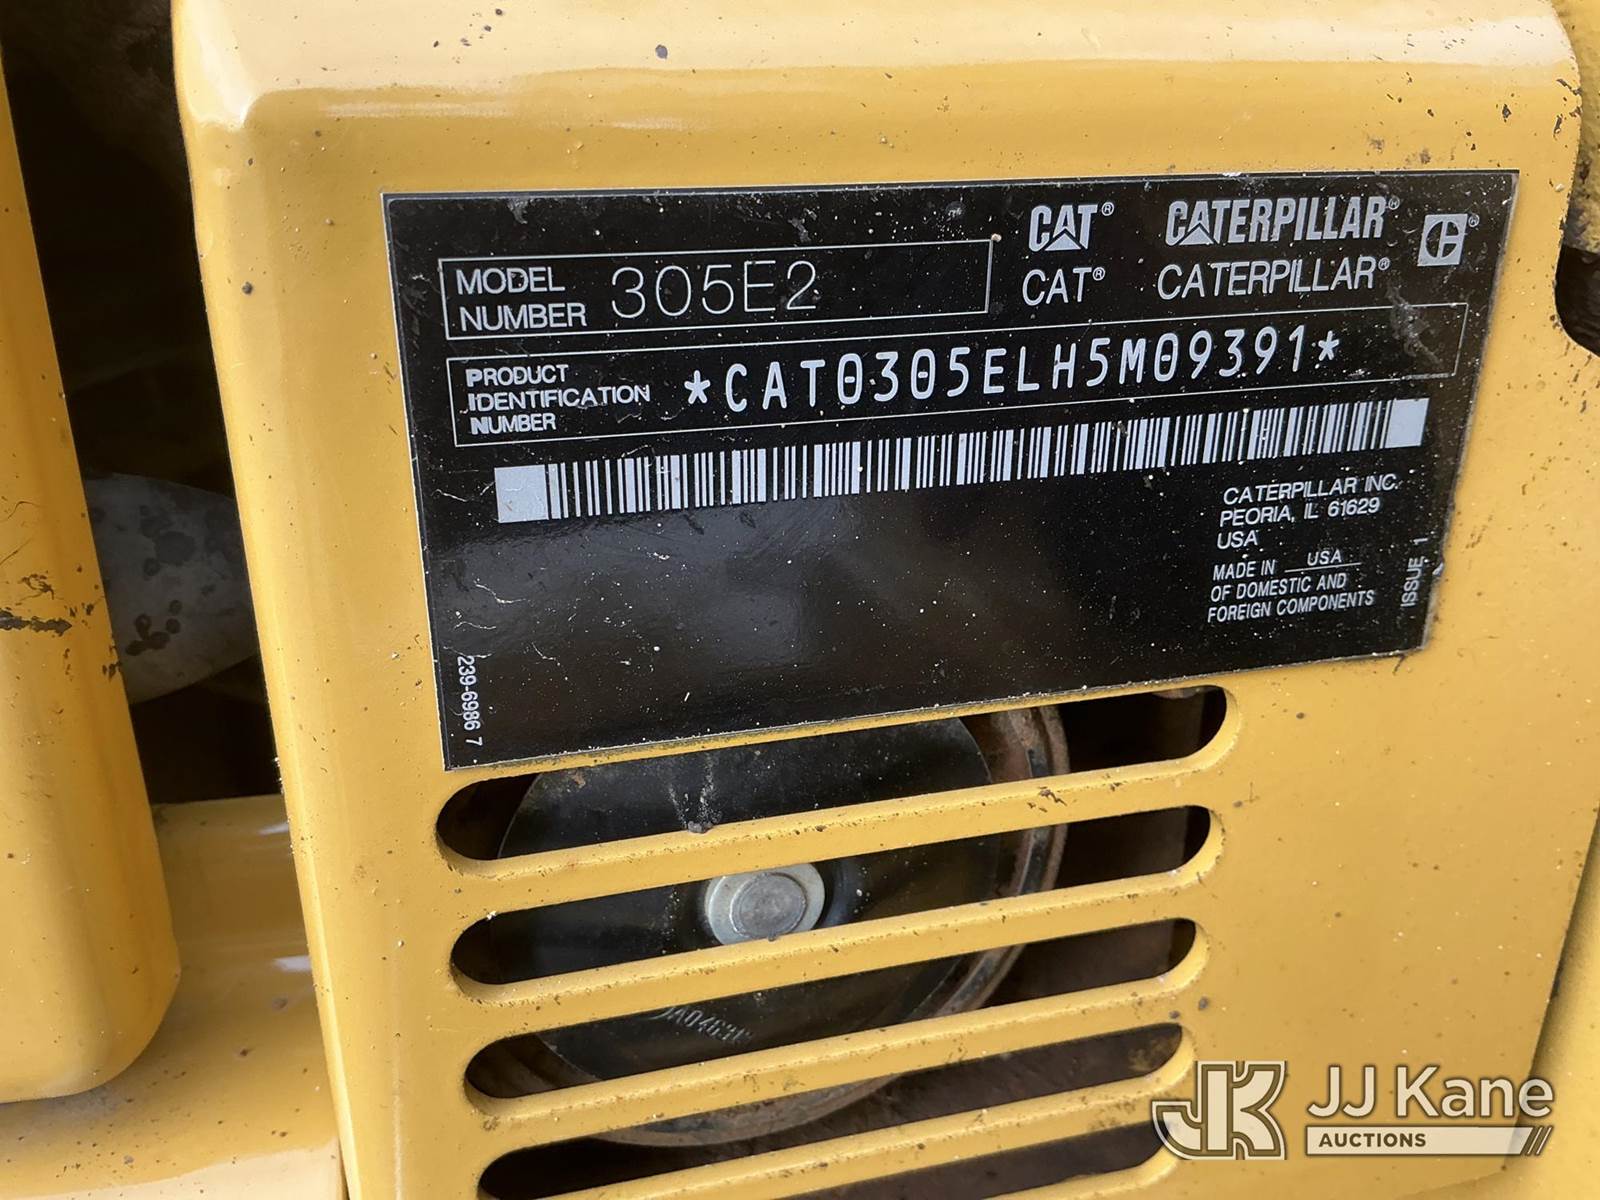 CAT® CATERPILLAR®
CAT® CATERPILLAR®
MODEL
NUMBER
305E2
PRODUCT
IDENTIFICATION
NUMBER
*CAT0305ELH5M09391*
CATERPILLAR INC.
PEORIA, IL 61629
USA
MADE IN USA
OF DOMESTIC AND
FOREIGN COMPONENTS
ISSUE 1
239-6986 7
JK JJ Kane
AUCTIONS